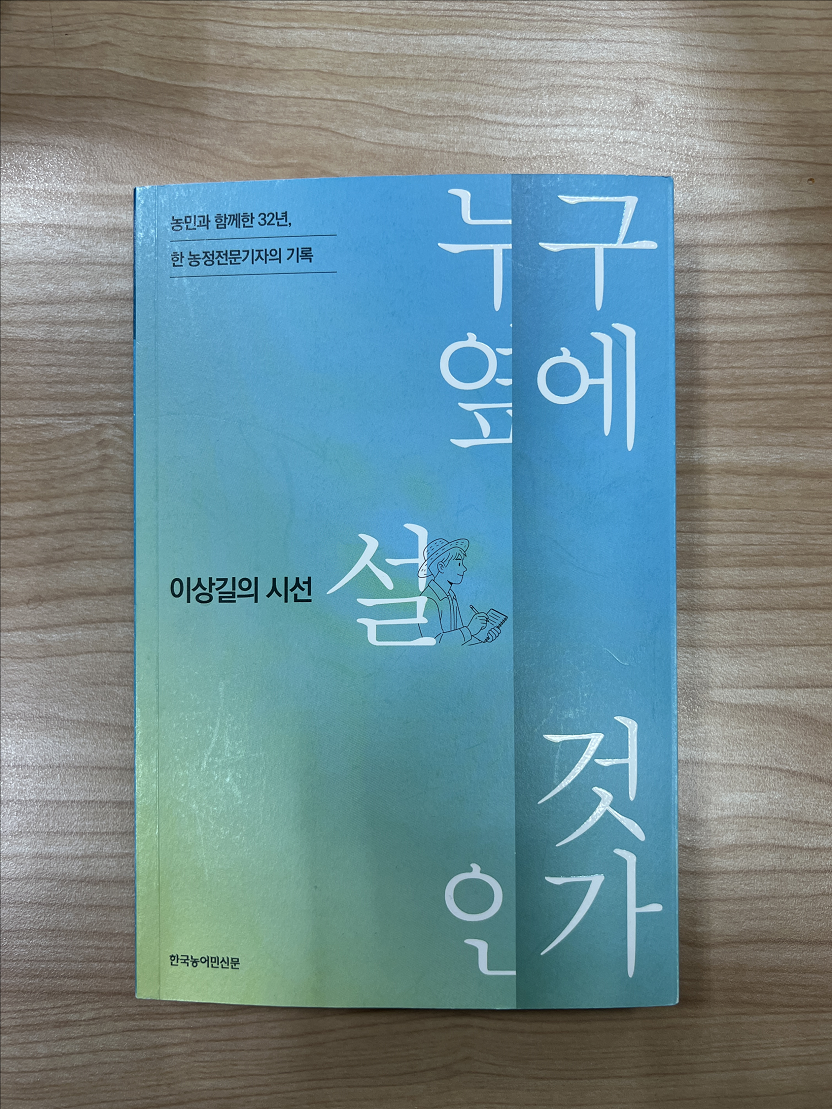 농민과 함께한 32년,
한 농정전문기자의 기록
누구
옆에
설
이상길의 시선
것
인가
한국농어민신문